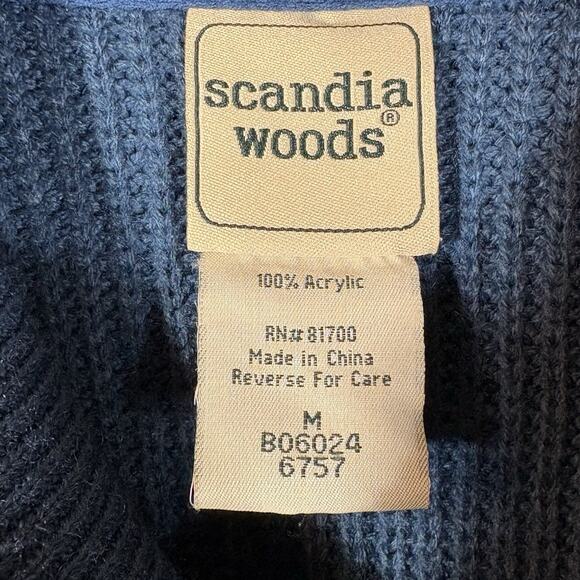 scandia
woods®
100% Acrylic
RN# 81700
Made in China
Reverse For Care
M
B06024
6757